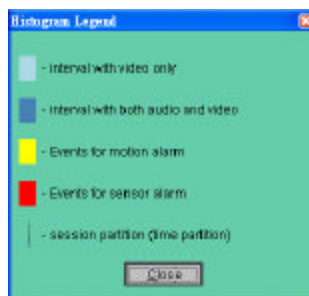 Histogram Legend
- interval with video only
- interval with both audio and video
- Events for motion alarm
- Events for sensor alarm
- session partition (time partition)
Close